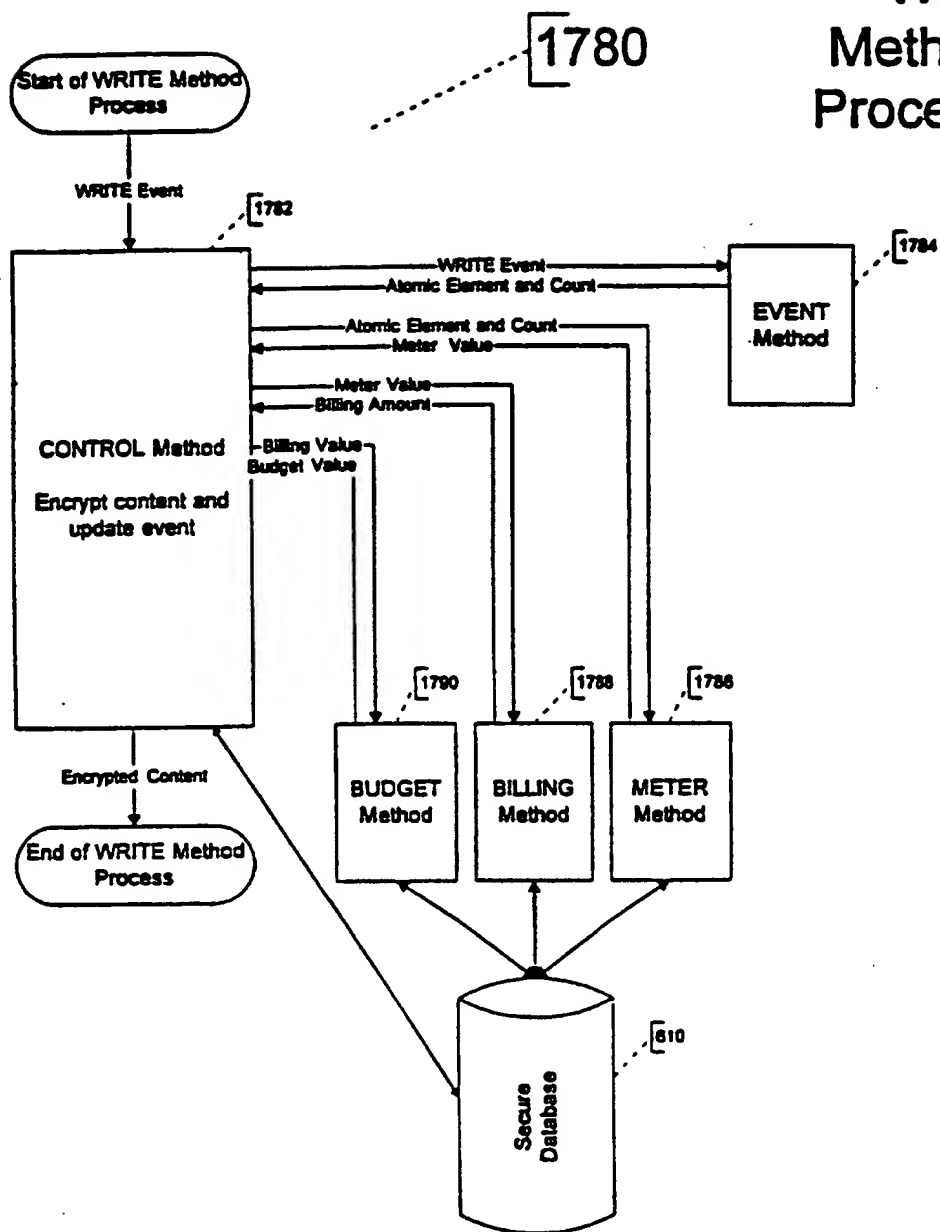 1780
Meth
Proce
Start of WRITE Method
Process
WRITE Event
1782
WRITE Event
Atomic Element and Count
1784
EVENT
Method
Atomic Element and Count
Meter Value
Meter Value
Billing Amount
CONTROL Method
Encrypt content and
update event
Billing Value
Budget Value
1790
1788
1786
BUDGET
Method
BILLING
Method
METER
Method
Encrypted Content
End of WRITE Method
Process
610
Secure
Database